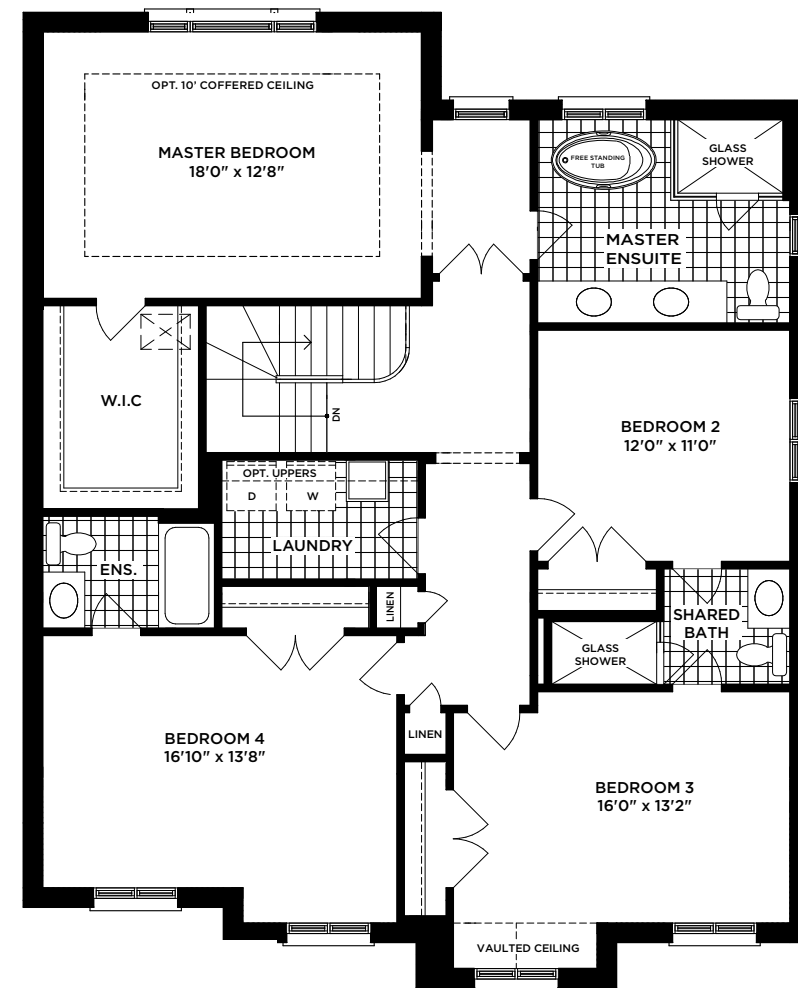 OPT. 10' COFFERED CEILING
MASTER BEDROOM
18'0" x 12'8"
FREE STANDING
TUB
GLASS
SHOWER
MASTER
ENSUITE
W.I.C
DN
BEDROOM 2
12'0" x 11'0"
OPT. UPPERS
D
W
LAUNDRY
ENS.
LINEN
SHARED
BATH
GLASS
SHOWER
LINEN
BEDROOM 4
16'10" x 13'8"
BEDROOM 3
16'0" x 13'2"
VAULTED CEILING